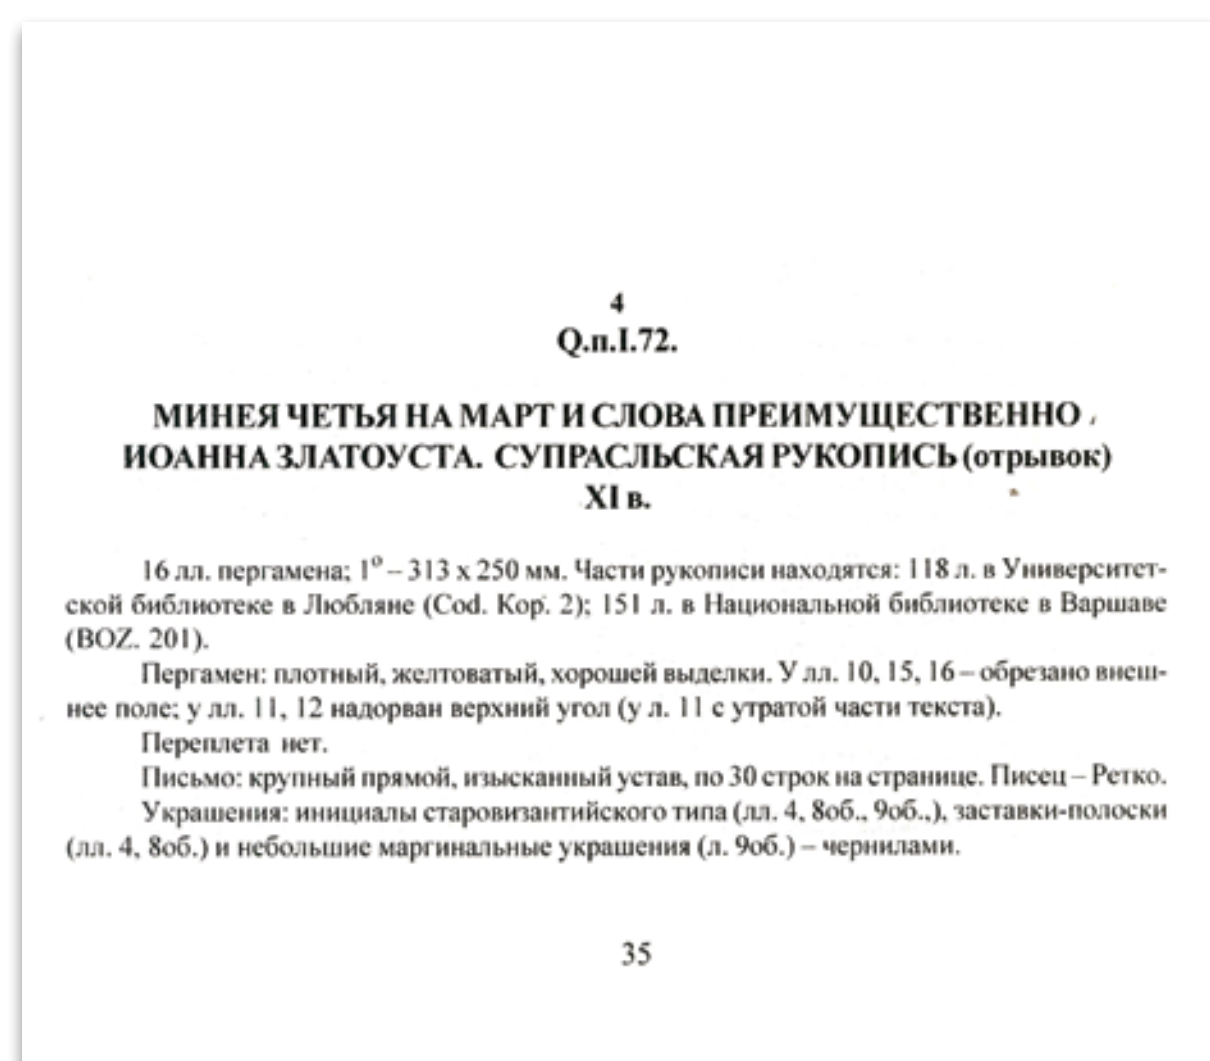 4
Q.п.I.72.
МИНЕЯ ЧЕТЬЯ НА МАРТ И СЛОВА ПРЕИМУЩЕСТВЕННО
ИОАННА ЗЛАТОУСТА. СУПРАСЛЬСКАЯ РУКОПИСЬ (отрывок)
XI в.
16 лл. пергамена; 1° – 313 х 250 мм. Части рукописи находятся: 118 л. в Университет-
ской библиотеке в Любляне (Cod. Kop. 2); 151 л. в Национальной библиотеке в Варшаве
(BOZ. 201).
Пергамен: плотный, желтоватый, хорошей выделки. У лл. 10, 15, 16 – обрезано внеш-
нее поле; у лл. 11, 12 надорван верхний угол (у л. 11 с утратой части текста).
Переплета нет.
Письмо: крупный прямой, изысканный устав, по 30 строк на странице. Писец – Ретко.
Украшения: инициалы старовизантийского типа (лл. 4, 8об., 9об.,), заставки-полоски
(лл. 4, 8об.) и небольшие маргинальные украшения (л. 9об.) – чернилами.
35